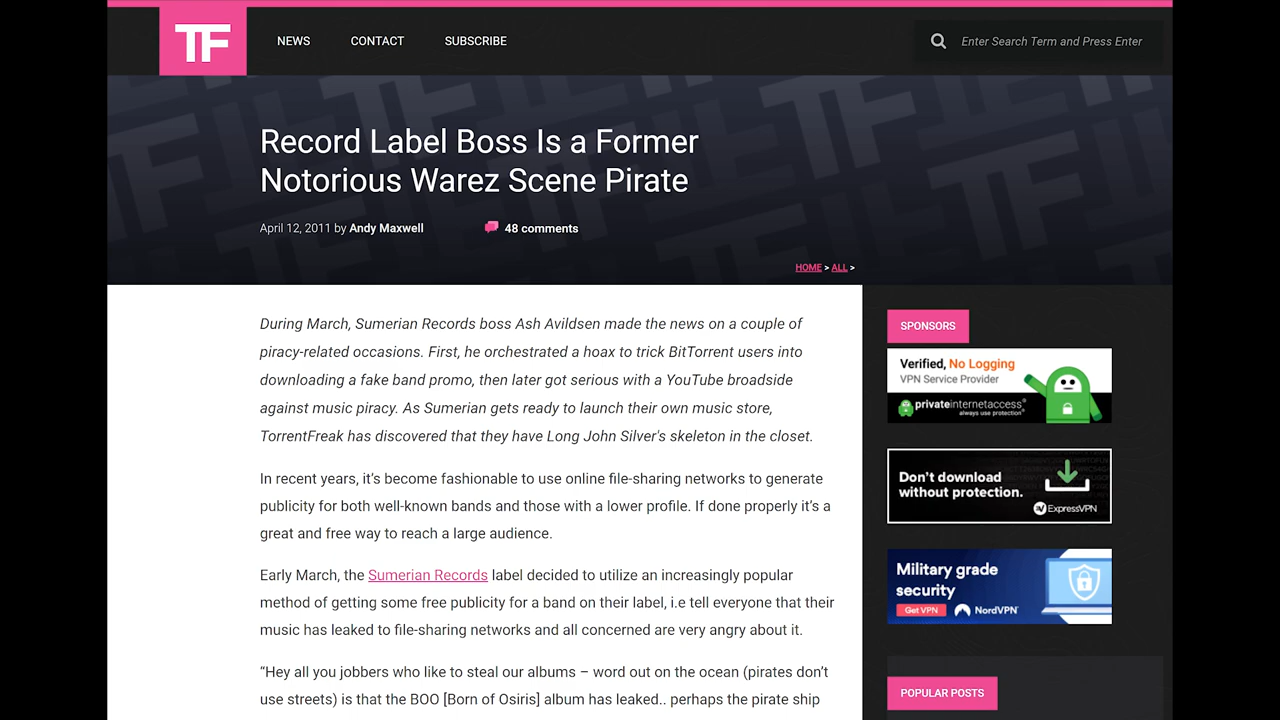 TF
NEWS
CONTACT
SUBSCRIBE
Enter Search Term and Press Enter
Record Label Boss Is a Former
Notorious Warez Scene Pirate
April 12, 2011 by Andy Maxwell
48 comments
HOME > ALL >
During March, Sumerian Records boss Ash Avildsen made the news on a couple of
piracy-related occasions. First, he orchestrated a hoax to trick BitTorrent users into
downloading a fake band promo, then later got serious with a YouTube broadside
against music piracy. As Sumerian gets ready to launch their own music store,
TorrentFreak has discovered that they have Long John Silver's skeleton in the closet.
In recent years, it’s become fashionable to use online file-sharing networks to generate
publicity for both well-known bands and those with a lower profile. If done properly it’s a
great and free way to reach a large audience.
Early March, the Sumerian Records label decided to utilize an increasingly popular
method of getting some free publicity for a band on their label, i.e tell everyone that their
music has leaked to file-sharing networks and all concerned are very angry about it.
“Hey all you jobbers who like to steal our albums – word out on the ocean (pirates don’t
use streets) is that the BOO [Born of Osiris] album has leaked.. perhaps the pirate ship
SPONSORS
Verified, No Logging
VPN Service Provider
privateinternetaccess®
always use protection®
Don’t download
without protection.
ExpressVPN
Military grade
security
Get VPN
NordVPN®
POPULAR POSTS